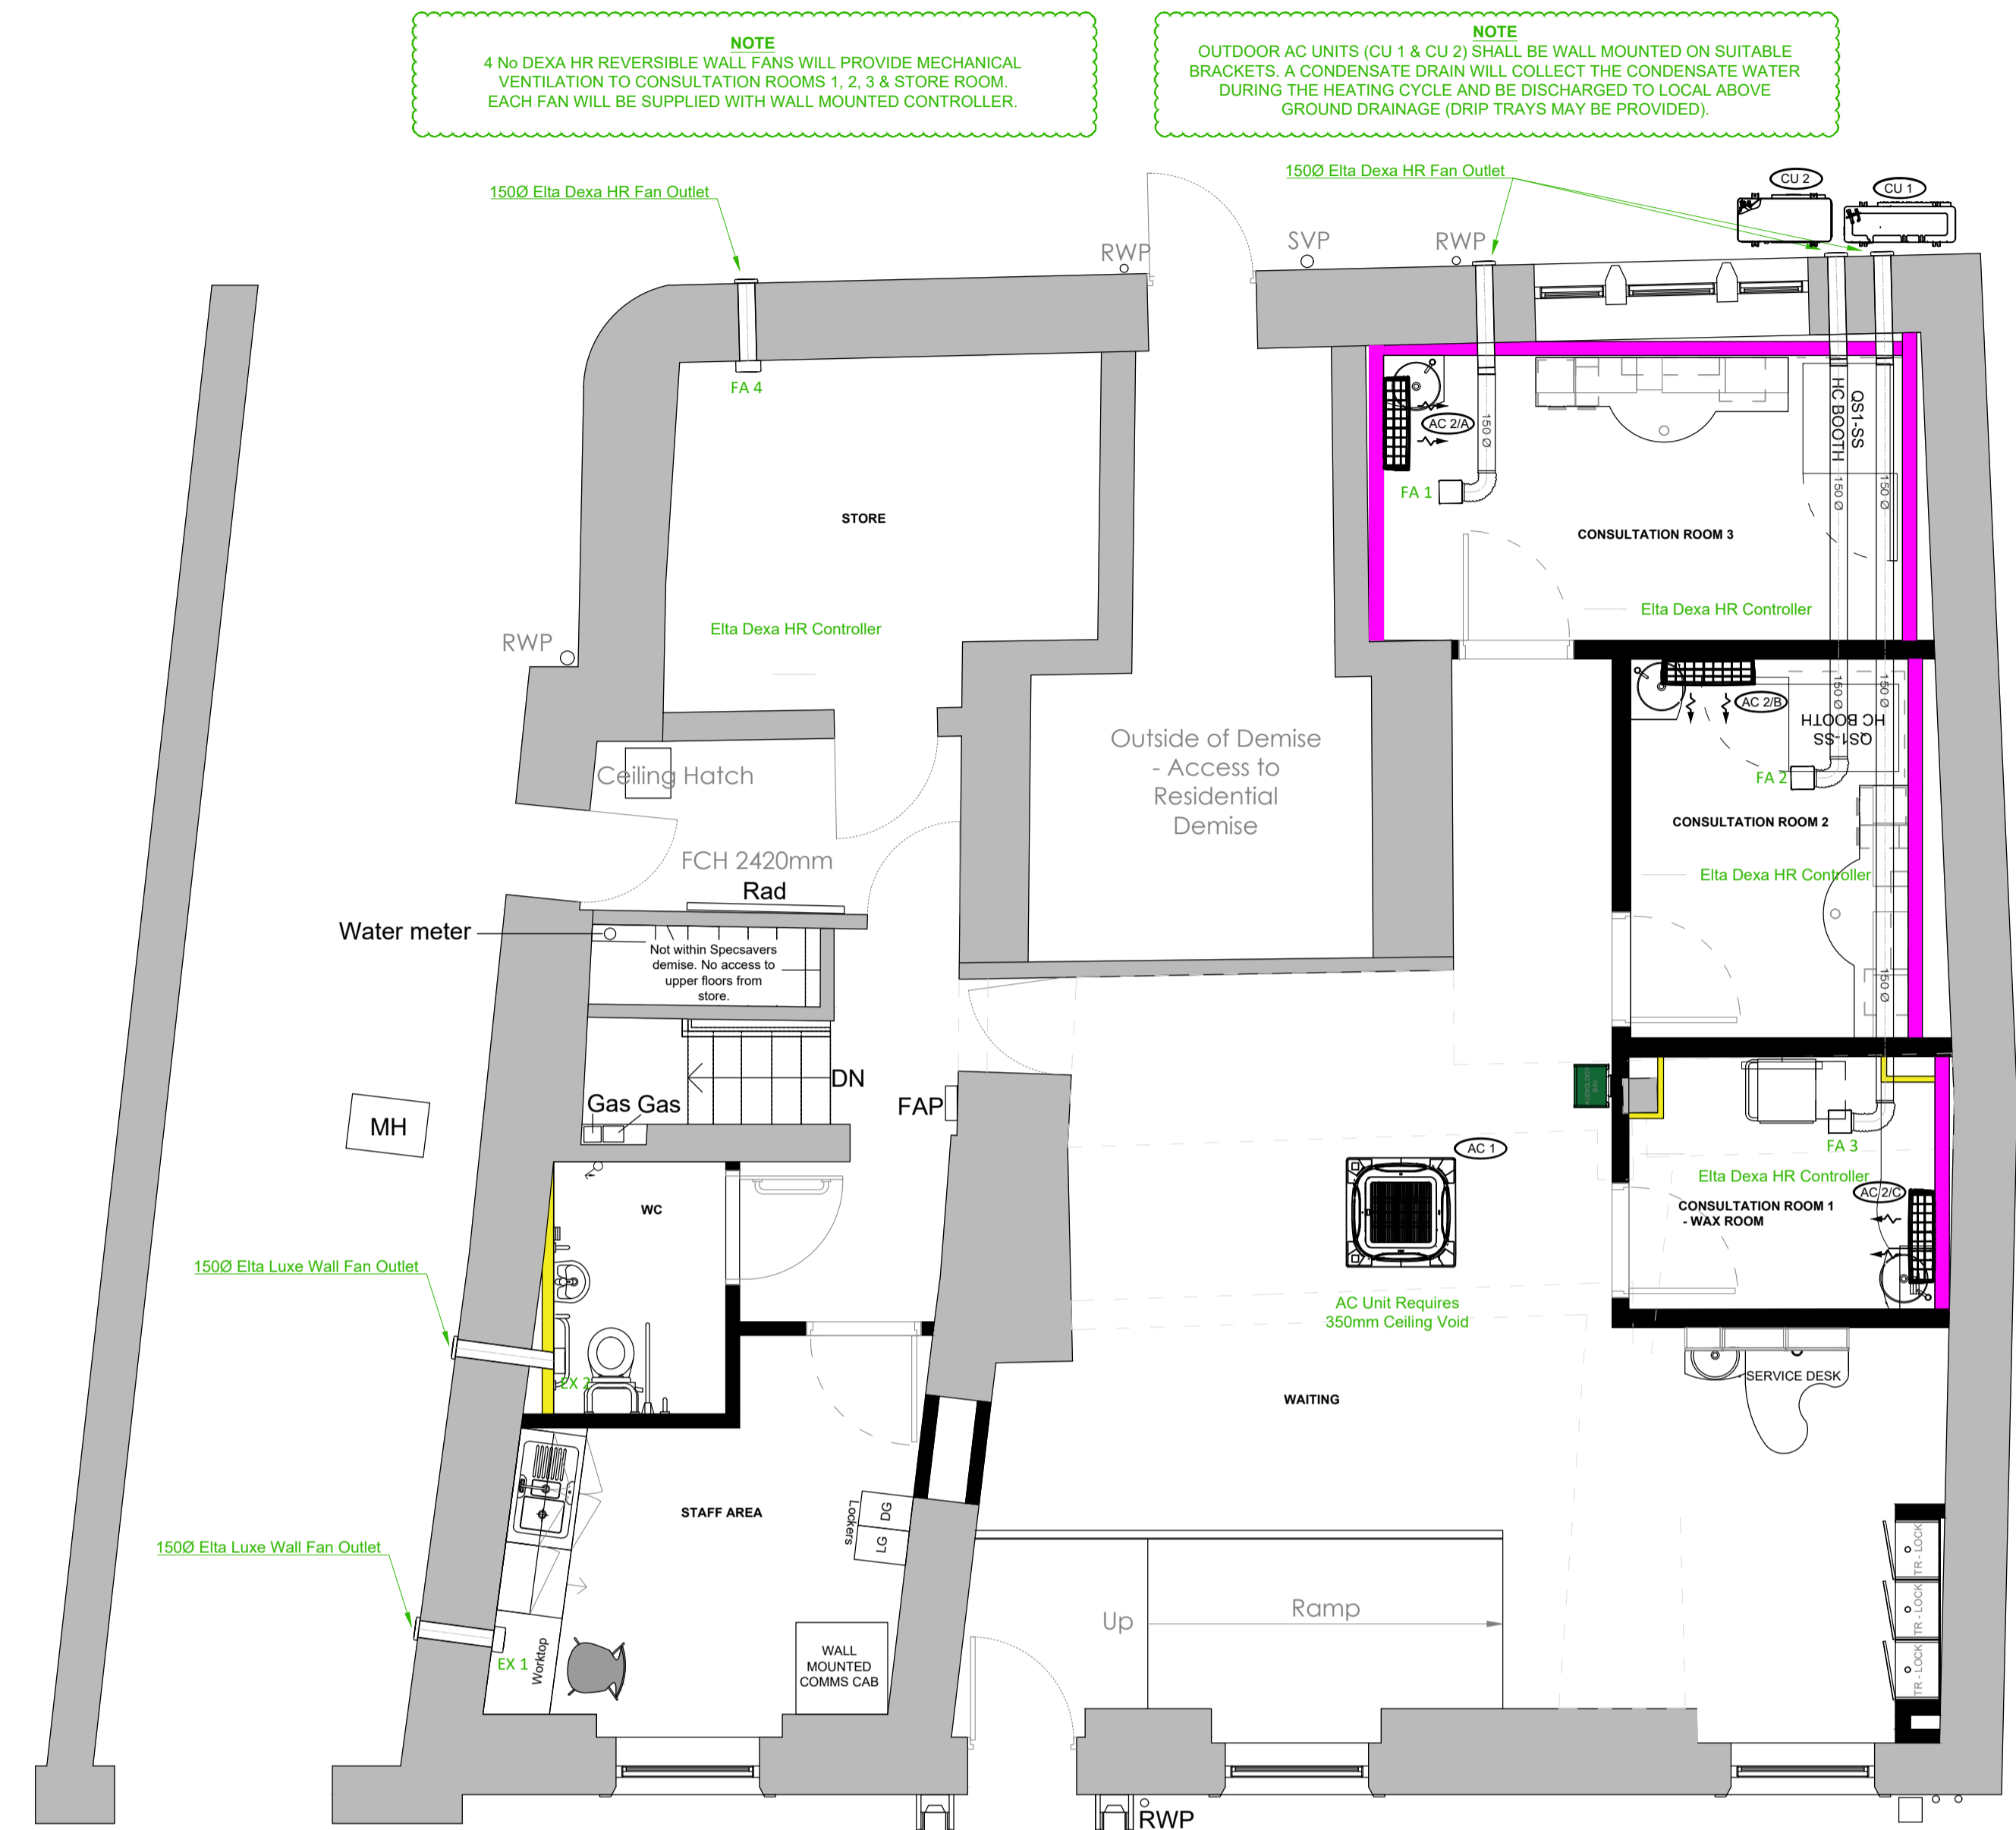 NOTE
4 No DEXA HR REVERSIBLE WALL FANS WILL PROVIDE MECHANICAL
VENTILATION TO CONSULTATION ROOMS 1, 2, 3 & STORE ROOM.
EACH FAN WILL BE SUPPLIED WITH WALL MOUNTED CONTROLLER.
NOTE
OUTDOOR AC UNITS (CU 1 & CU 2) SHALL BE WALL MOUNTED ON SUITABLE
BRACKETS. A CONDENSATE DRAIN WILL COLLECT THE CONDENSATE WATER
DURING THE HEATING CYCLE AND BE DISCHARGED TO LOCAL ABOVE
GROUND DRAINAGE (DRIP TRAYS MAY BE PROVIDED).
150Ø Elta Dexa HR Fan Outlet
150Ø Elta Dexa HR Fan Outlet
CU 2
CU 1
RWP
SVP
RWP
FA 4
AC 2/A
150 Ø
FA 1
QS1-SS
HC BOOTH
150 Ø
150 Ø
STORE
CONSULTATION ROOM 3
Elta Dexa HR Controller
Elta Dexa HR Controller
RWP
150 Ø
150 Ø
AC 2/B
QS1-SS
HC BOOTH
FA 2
Outside of Demise
- Access to
Residential
Demise
Ceiling Hatch
CONSULTATION ROOM 2
FCH 2420mm
Rad
Elta Dexa HR Controller
Water meter
Not within Specsavers
demise. No access to
upper floors from
store.
150 Ø
DN
Gas Gas
FAP
MH
AUDIOLOGY
BAY
AC 1
FA 3
Elta Dexa HR Controller
AC 2/C
CONSULTATION ROOM 1
- WAX ROOM
WC
150Ø Elta Luxe Wall Fan Outlet
AC Unit Requires
350mm Ceiling Void
EX 2
SERVICE DESK
WAITING
STAFF AREA
Lockers
DG
LG
150Ø Elta Luxe Wall Fan Outlet
TR - LOCK
TR - LOCK
TR - LOCK
Up
Ramp
EX 1
Worktop
WALL
MOUNTED
COMMS CAB
RWP